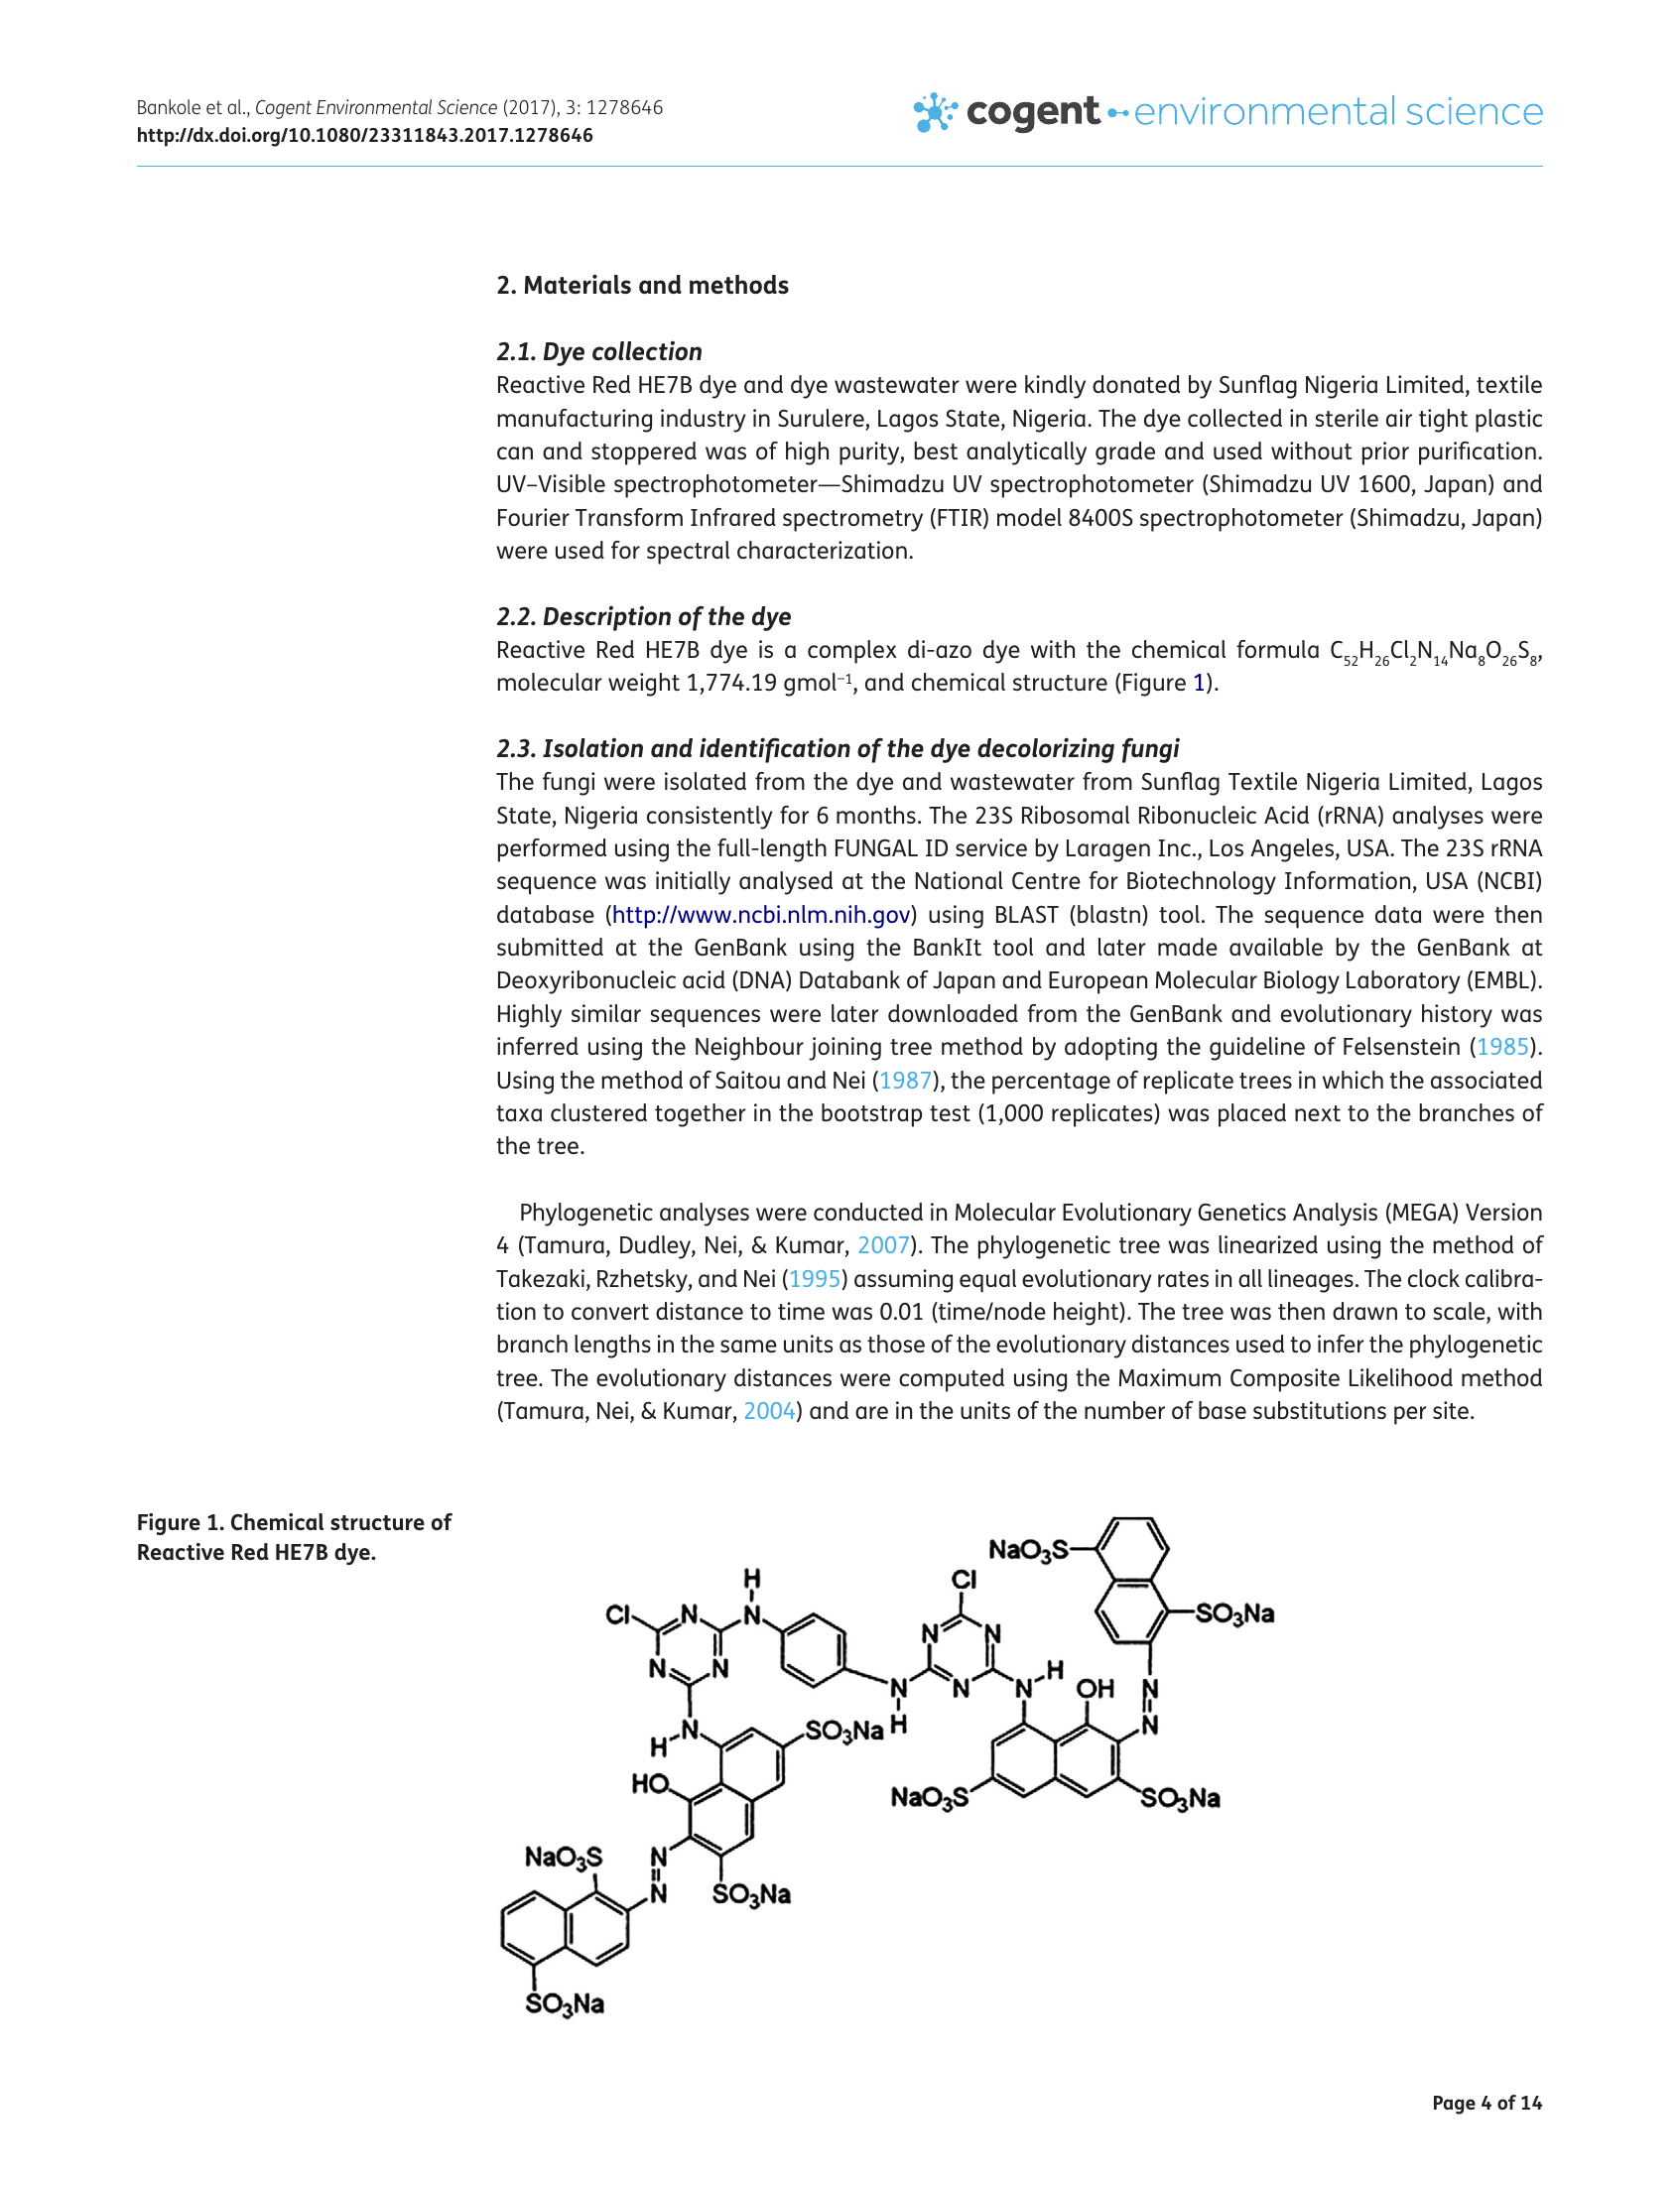 Bankole et al., Cogent Environmental Science (2017), 3: 1278646
http://dx.doi.org/10.1080/23311843.2017.1278646
cogent environmental science
2. Materials and methods
2.1. Dye collection
Reactive Red HE7B dye and dye wastewater were kindly donated by Sunflag Nigeria Limited, textile
manufacturing industry in Surulere, Lagos State, Nigeria. The dye collected in sterile air tight plastic
can and stoppered was of high purity, best analytically grade and used without prior purification.
UV–Visible spectrophotometer—Shimadzu UV spectrophotometer (Shimadzu UV 1600, Japan) and
Fourier Transform Infrared spectrometry (FTIR) model 8400S spectrophotometer (Shimadzu, Japan)
were used for spectral characterization.
2.2. Description of the dye
Reactive Red HE7B dye is a complex di-azo dye with the chemical formula C52H26Cl2N14Na8O26S8,
molecular weight 1,774.19 gmol−1, and chemical structure (Figure 1).
2.3. Isolation and identification of the dye decolorizing fungi
The fungi were isolated from the dye and wastewater from Sunflag Textile Nigeria Limited, Lagos
State, Nigeria consistently for 6 months. The 23S Ribosomal Ribonucleic Acid (rRNA) analyses were
performed using the full-length FUNGAL ID service by Laragen Inc., Los Angeles, USA. The 23S rRNA
sequence was initially analysed at the National Centre for Biotechnology Information, USA (NCBI)
database (http://www.ncbi.nlm.nih.gov) using BLAST (blastn) tool. The sequence data were then
submitted at the GenBank using the BankIt tool and later made available by the GenBank at
Deoxyribonucleic acid (DNA) Databank of Japan and European Molecular Biology Laboratory (EMBL).
Highly similar sequences were later downloaded from the GenBank and evolutionary history was
inferred using the Neighbour joining tree method by adopting the guideline of Felsenstein (1985).
Using the method of Saitou and Nei (1987), the percentage of replicate trees in which the associated
taxa clustered together in the bootstrap test (1,000 replicates) was placed next to the branches of
the tree.
Phylogenetic analyses were conducted in Molecular Evolutionary Genetics Analysis (MEGA) Version
4 (Tamura, Dudley, Nei, & Kumar, 2007). The phylogenetic tree was linearized using the method of
Takezaki, Rzhetsky, and Nei (1995) assuming equal evolutionary rates in all lineages. The clock calibra-
tion to convert distance to time was 0.01 (time/node height). The tree was then drawn to scale, with
branch lengths in the same units as those of the evolutionary distances used to infer the phylogenetic
tree. The evolutionary distances were computed using the Maximum Composite Likelihood method
(Tamura, Nei, & Kumar, 2004) and are in the units of the number of base substitutions per site.
Figure 1. Chemical structure of
Reactive Red HE7B dye.
NaO3S
H Cl
Cl N N SO3Na
N N
N N H
N N N OH N
N SO3Na H N
H
HO NaO3S SO3Na
NaO3S N
N SO3Na
SO3Na
Page 4 of 14